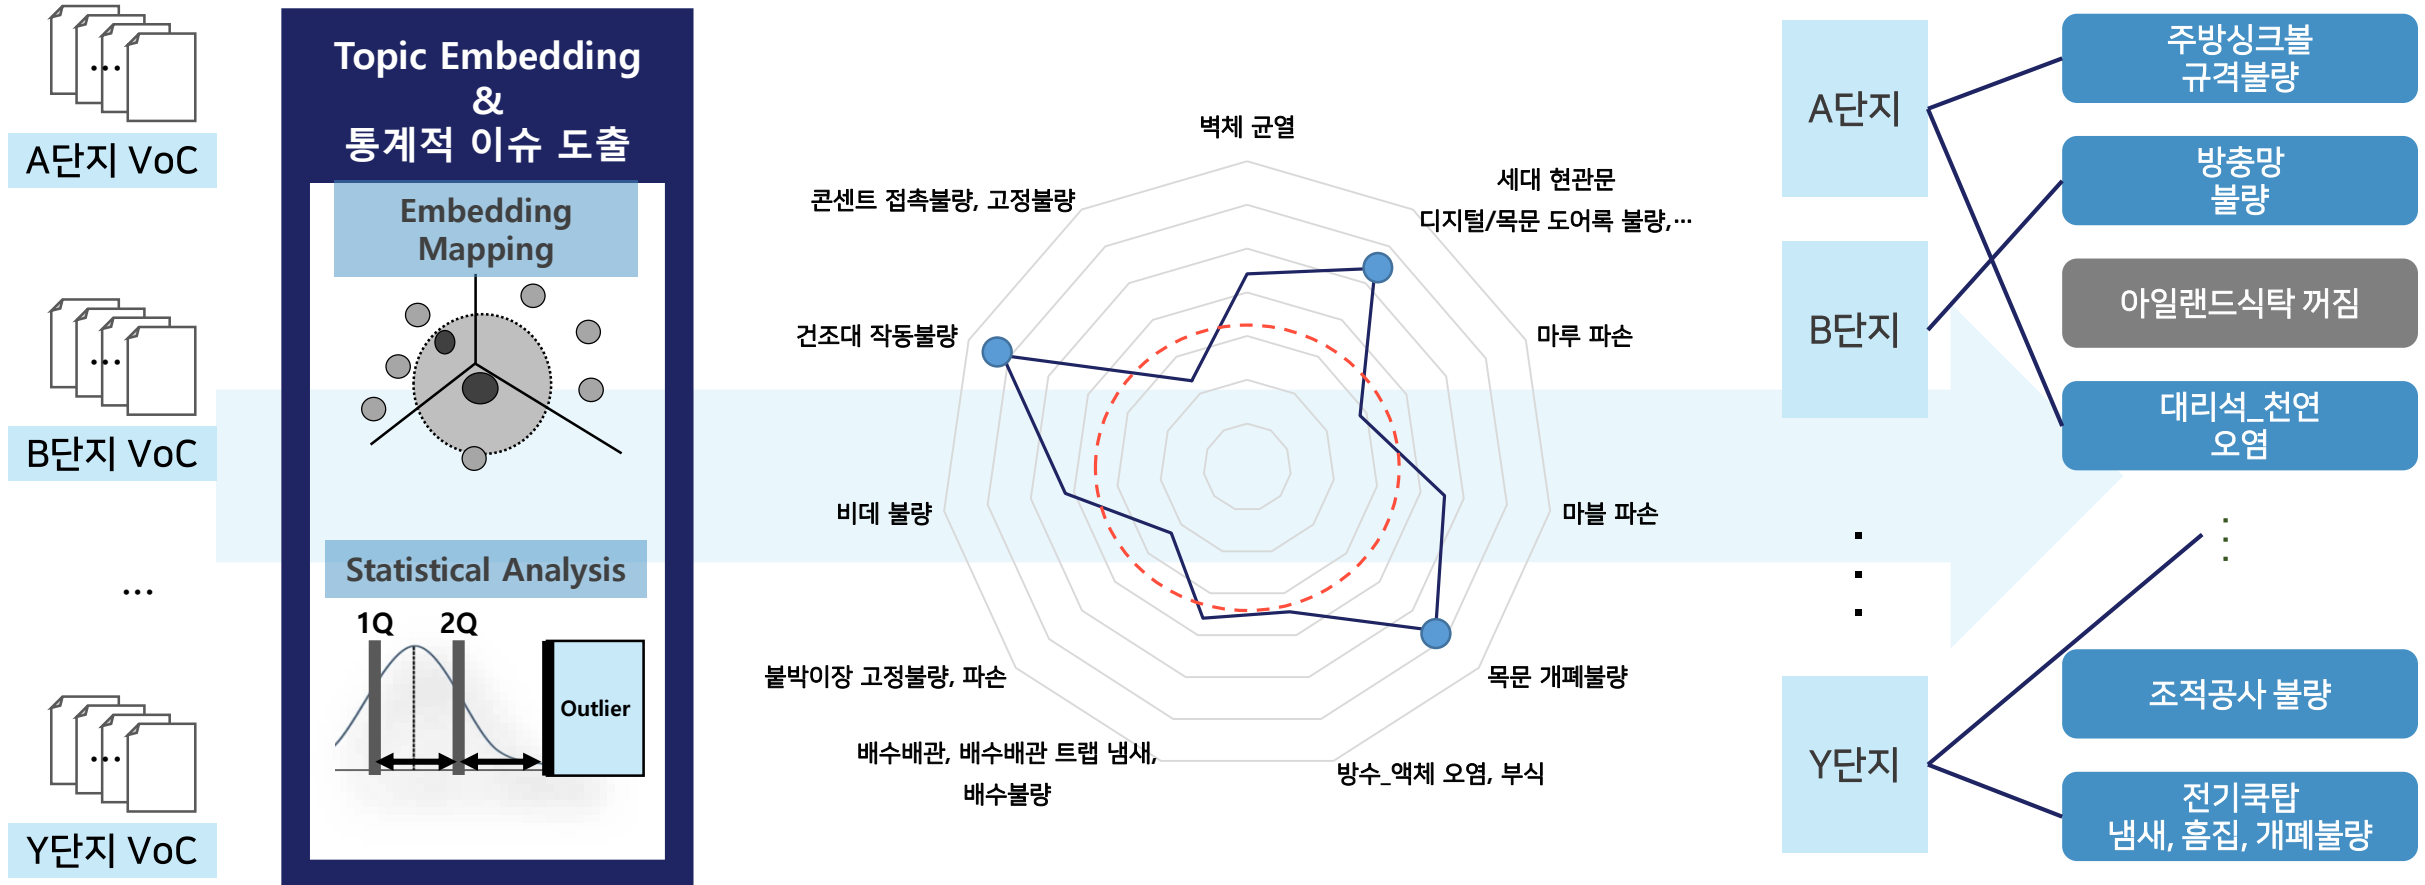 A단지 VoC
B단지 VoC
...
Y단지 VoC
Topic Embedding
&
통계적 이슈 도출
Embedding
Mapping
Statistical Analysis
1Q 2Q
Outlier
벽체 균열
세대 현관문
디지털/목문 도어록 불량,...
마루 파손
마블 파손
목문 개폐불량
방수_액체 오염, 부식
배수배관, 배수배관 트랩 냄새,
배수불량
붙박이장 고정불량, 파손
비데 불량
건조대 작동불량
콘센트 접촉불량, 고정불량
A단지
B단지
Y단지
주방싱크볼
규격불량
방충망
불량
아일랜드식탁 꺼짐
대리석_천연
오염
조적공사 불량
전기쿡탑
냄새, 흠집, 개폐불량